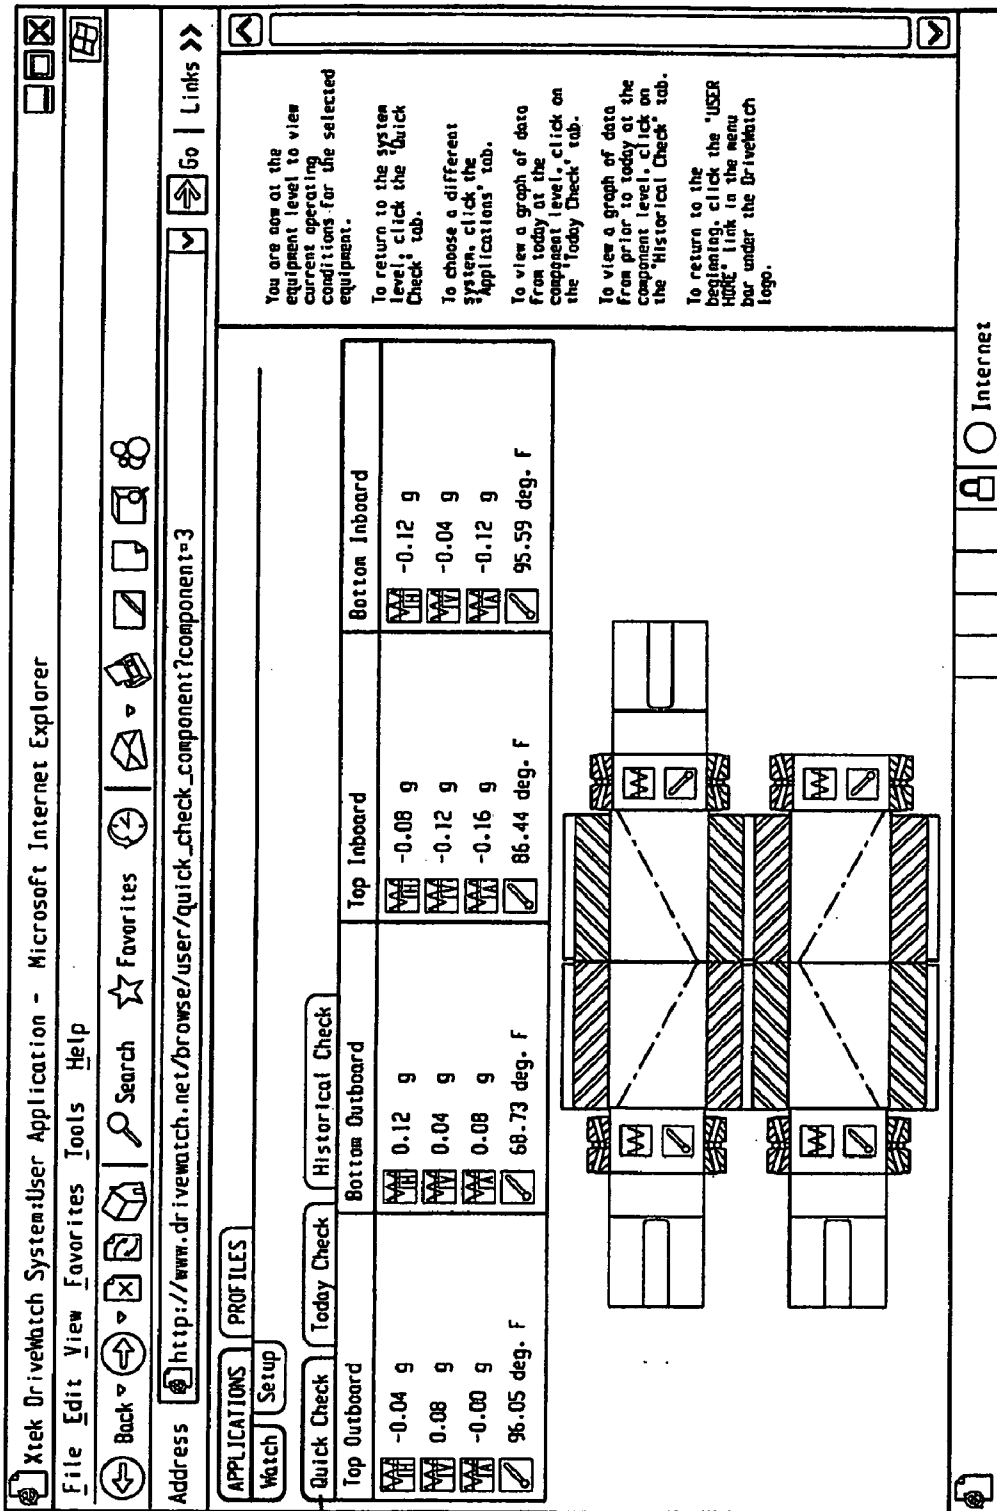 Xtek DriveWatch System:User Application - Microsoft Internet Explorer
File Edit View Favorites Tools Help
Back Search Favorites
Address http://www.drivewatch.net/browse/user/quick_check_component?component=3 Go Links >>
APPLICATIONS PROFILES
Watch Setup
Quick Check Today Check Historical Check
Top Outboard Bottom Outboard Top Inboard Bottom Inboard
H -0.04 g H 0.12 g H -0.08 g H -0.12 g
V 0.08 g V 0.04 g V -0.12 g V -0.04 g
A -0.00 g A 0.08 g A -0.16 g A -0.12 g
96.05 deg. F 68.73 deg. F 86.44 deg. F 95.59 deg. F
You are now at the
equipment level to view
current operating
conditions for the selected
equipment.
To return to the system
level, click the 'Quick
Check' tab.
To choose a different
system, click the
'Applications' tab.
To view a graph of data
from today at the
component level, click on
the 'Today Check' tab.
To view a graph of data
from prior to today at the
component level, click on
the 'Historical Check' tab.
To return to the
beginning, click the 'USER
HOME' link in the menu
bar under the DriveWatch
logo.
Internet